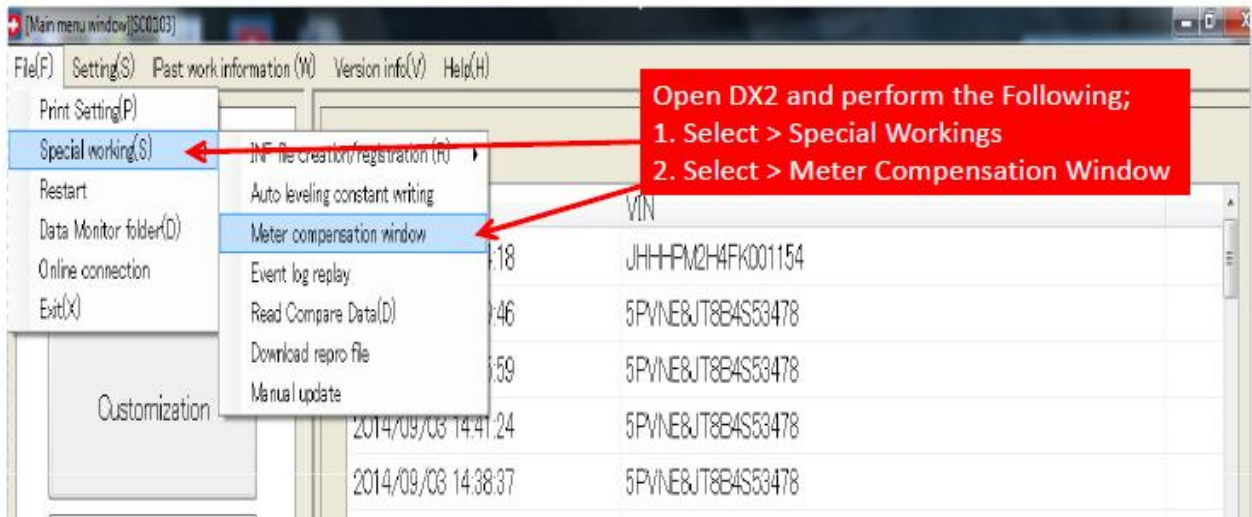 [Main menu window][SC0103]
File(F) Setting(S) Past work information (W) Version info(V) Help(H)
Print Setting(P)
Special working(S)
Restart
Data Monitor folder(D)
Online connection
Exit(X)
INF file creation/registration (R)
Auto leveling constant writing
Meter compensation window
Event log replay
Read Compare Data(D)
Download repro file
Manual update
Open DX2 and perform the Following;
1. Select > Special Workings
2. Select > Meter Compensation Window
Customization
VIN
:18 JHHHPM2H4FK001154
:46 5PVNE8JT8B4S53478
:59 5PVNE8JT8B4S53478
2014/09/03 14:41:24 5PVNE8JT8B4S53478
2014/09/03 14:38:37 5PVNE8JT8B4S53478